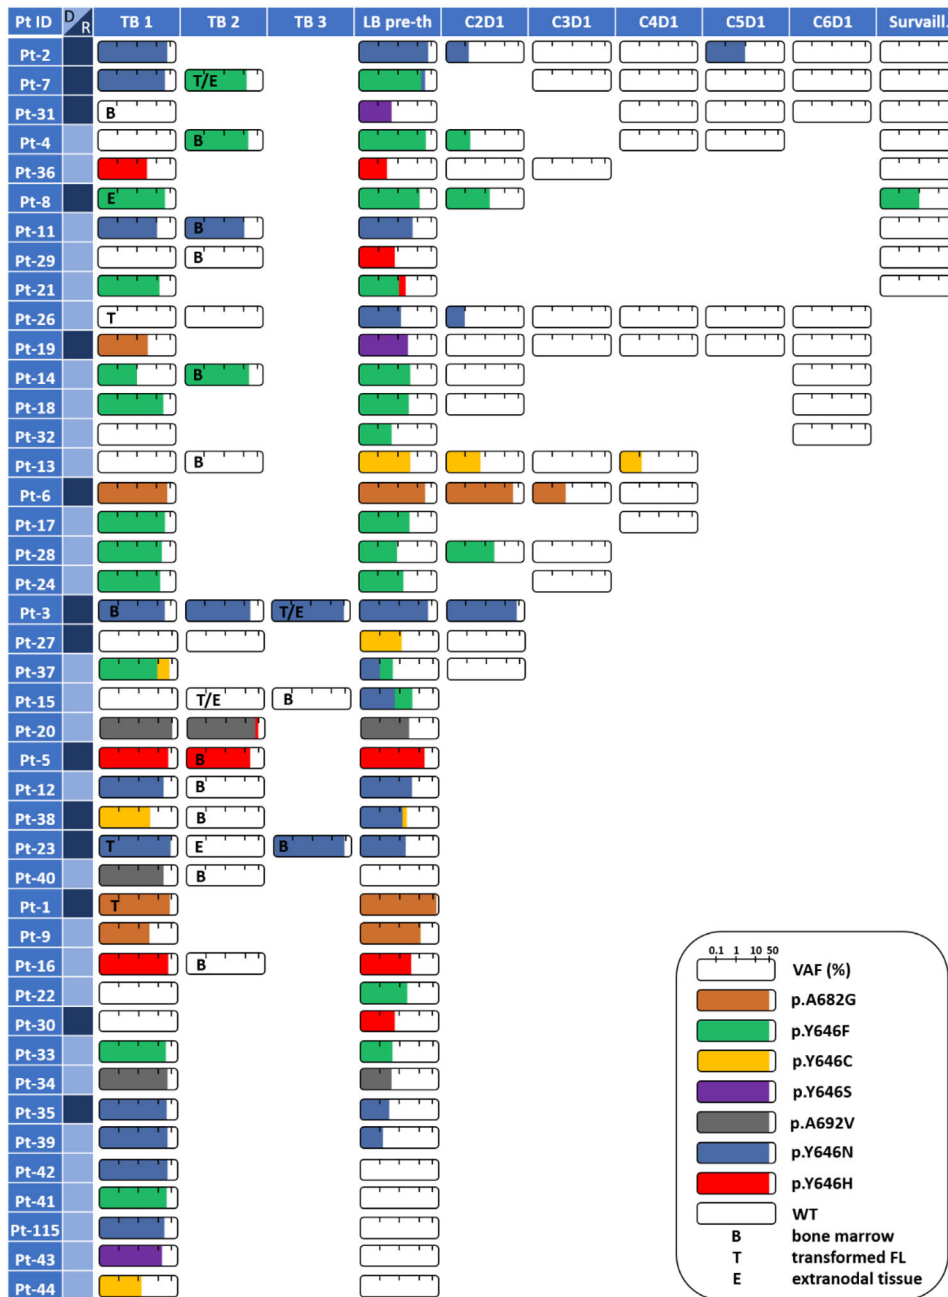 Pt ID D R TB 1 TB 2 TB 3 LB pre-th C2D1 C3D1 C4D1 C5D1 C6D1 Survaill.
Pt-2
Pt-7 T/E
Pt-31 B
Pt-4 B
Pt-36
Pt-8 E
Pt-11 B
Pt-29 B
Pt-21
Pt-26 T
Pt-19
Pt-14 B
Pt-18
Pt-32
Pt-13 B
Pt-6
Pt-17
Pt-28
Pt-24
Pt-3 B T/E
Pt-27
Pt-37
Pt-15 T/E B
Pt-20
Pt-5 B
Pt-12 B
Pt-38 B
Pt-23 T E B
Pt-40 B
Pt-1 T
Pt-9
Pt-16 B
Pt-22
Pt-30
Pt-33
Pt-34
Pt-35
Pt-39
Pt-42
Pt-41
Pt-115
Pt-43
Pt-44
0.1 1 10 50
VAF (%)
p.A682G
p.Y646F
p.Y646C
p.Y646S
p.A692V
p.Y646N
p.Y646H
WT
B bone marrow
T transformed FL
E extranodal tissue